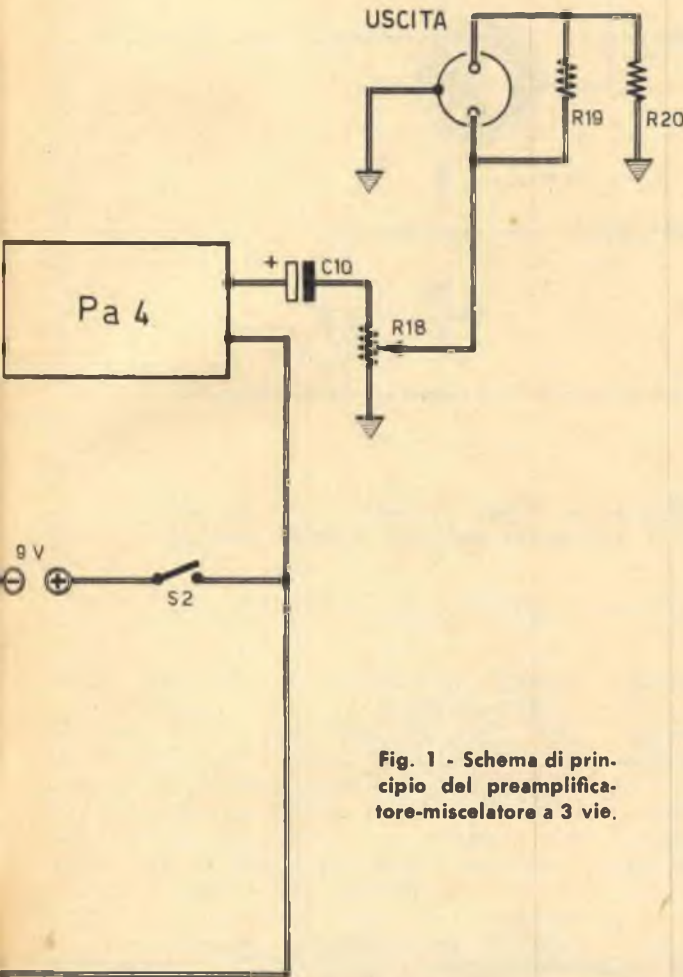 USCITA
R19
R20
+
C10
Pa 4
R18
9 V
- +
S2
Fig. 1 - Schema di prin-
cipio del preamplifica-
tore-miscelatore a 3 vie.